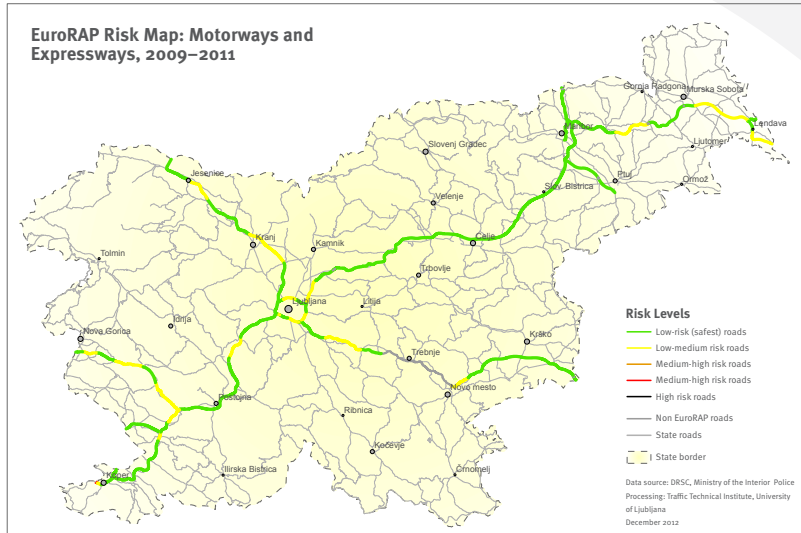 EuroRAP Risk Map: Motorways and
Expressways, 2009–2011
Gornja Radgona
Murska Sobota
Maribor
Lendava
Slovenj Gradec
Ljutomer
Jesenice
Ptuj
Ormož
Slov. Bistrica
Velenje
Kranj
Kamnik
Celje
Tolmin
Trbovlje
Ljubljana
Litija
Idrija
Nova Gorica
Krško
Trebnje
Novo mesto
Postojna
Ribnica
Kočevje
Ilirska Bistrica
Črnomelj
Koper
Risk Levels
Low-risk (safest) roads
Low-medium risk roads
Medium-high risk roads
Medium-high risk roads
High risk roads
Non EuroRAP roads
State roads
State border
Data source: DRSC, Ministry of the Interior Police
Processing: Traffic Technical Institute, University
of Ljubljana
December 2012